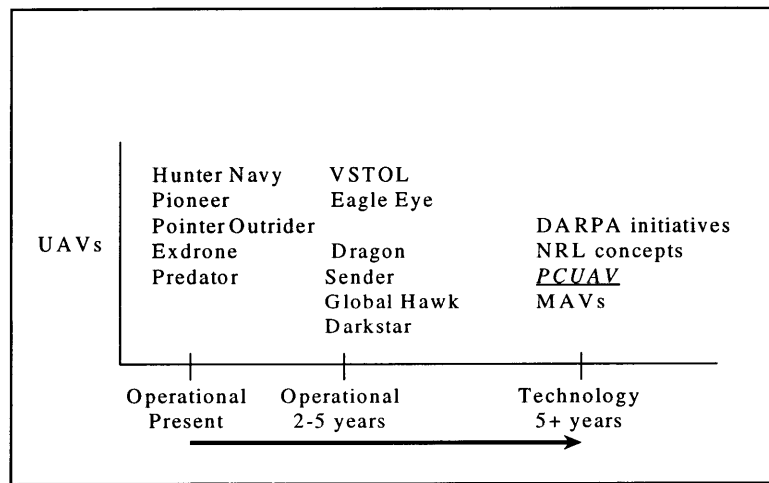 Hunter Navy VSTOL
Pioneer Eagle Eye
Pointer Outrider DARPA initiatives
UAVs Exdrone Dragon NRL concepts
Predator Sender PCUAV
Global Hawk MAVs
Darkstar
Operational Operational Technology
Present 2-5 years 5+ years